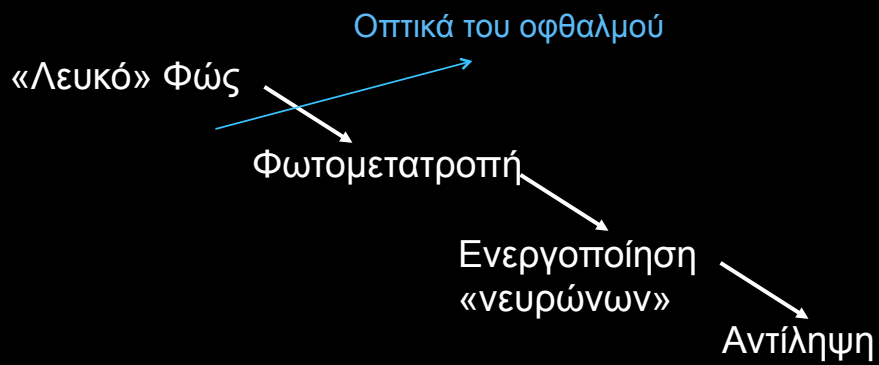 Οπτικά του οφθαλμού
«Λευκό» Φώς
Φωτομετατροπή
Ενεργοποίηση
«νευρώνων»
Αντίληψη